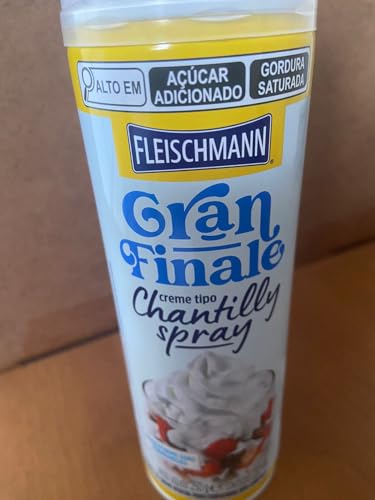 ALTO EM
AÇÚCAR
ADICIONADO
GORDURA
SATURADA
FLEISCHMANN
Gran
Finale
creme tipo
Chantilly
spray